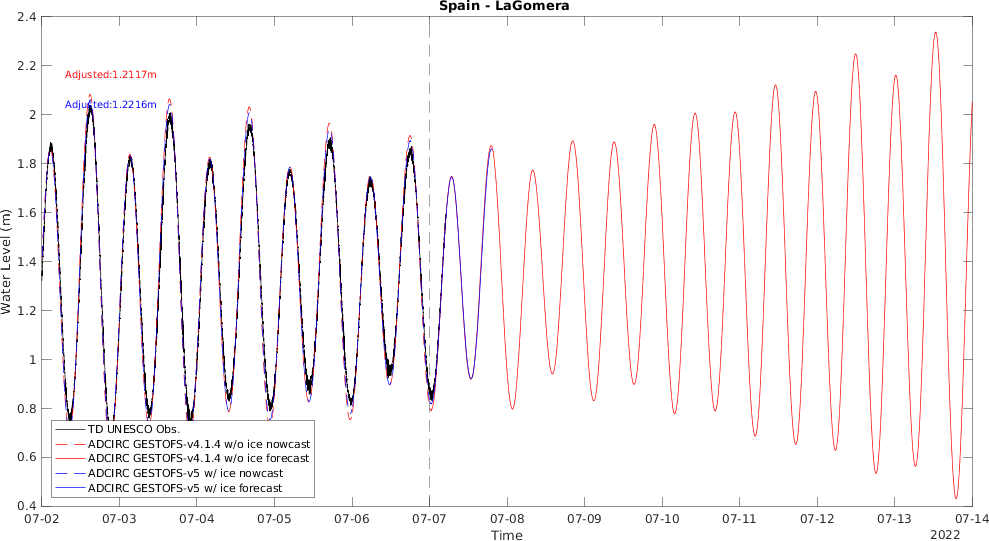 Spain - LaGomera
2.4
2.2
2
1.8
1.6
1.4
1.2
1
0.8
0.6
0.4
Water Level (m)
Adjusted:1.2117m
Adjusted:1.2216m
TD UNESCO Obs.
ADCIRC GESTOFS-v4.1.4 w/o ice nowcast
ADCIRC GESTOFS-v4.1.4 w/o ice forecast
ADCIRC GESTOFS-v5 w/ ice nowcast
ADCIRC GESTOFS-v5 w/ ice forecast
07-02 07-03 07-04 07-05 07-06 07-07 07-08 07-09 07-10 07-11 07-12 07-13 07-14
Time
2022